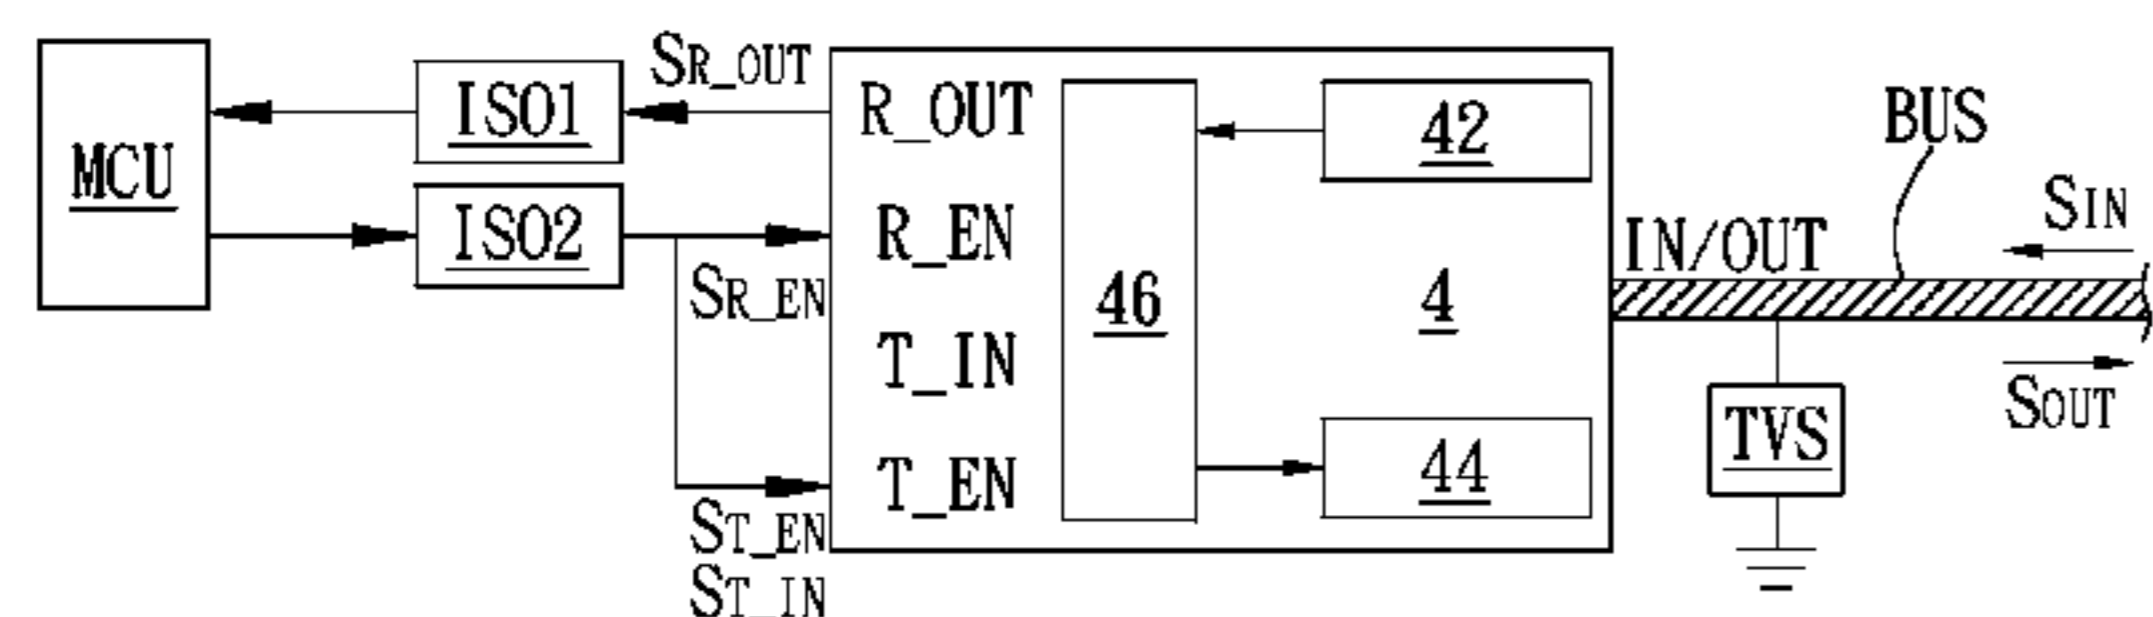 SR_OUT
MCU
ISO1
ISO2
SR_EN
ST_EN
ST_IN
R_OUT
R_EN
T_IN
T_EN
46
42
4
44
BUS
IN/OUT
SIN
SOUT
TVS